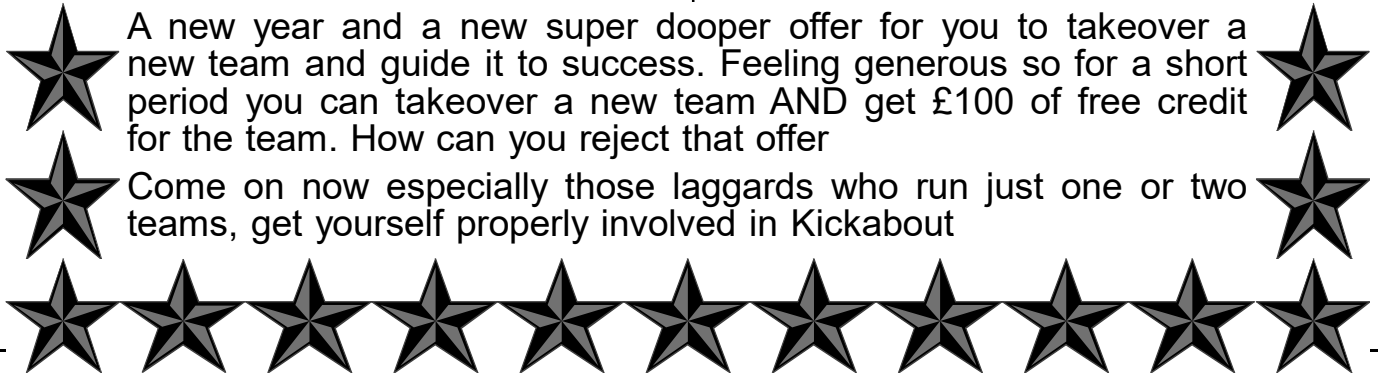 A new year and a new super dooper offer for you to takeover a
new team and guide it to success. Feeling generous so for a short
period you can takeover a new team AND get £100 of free credit
for the team. How can you reject that offer
Come on now especially those laggards who run just one or two
teams, get yourself properly involved in Kickabout